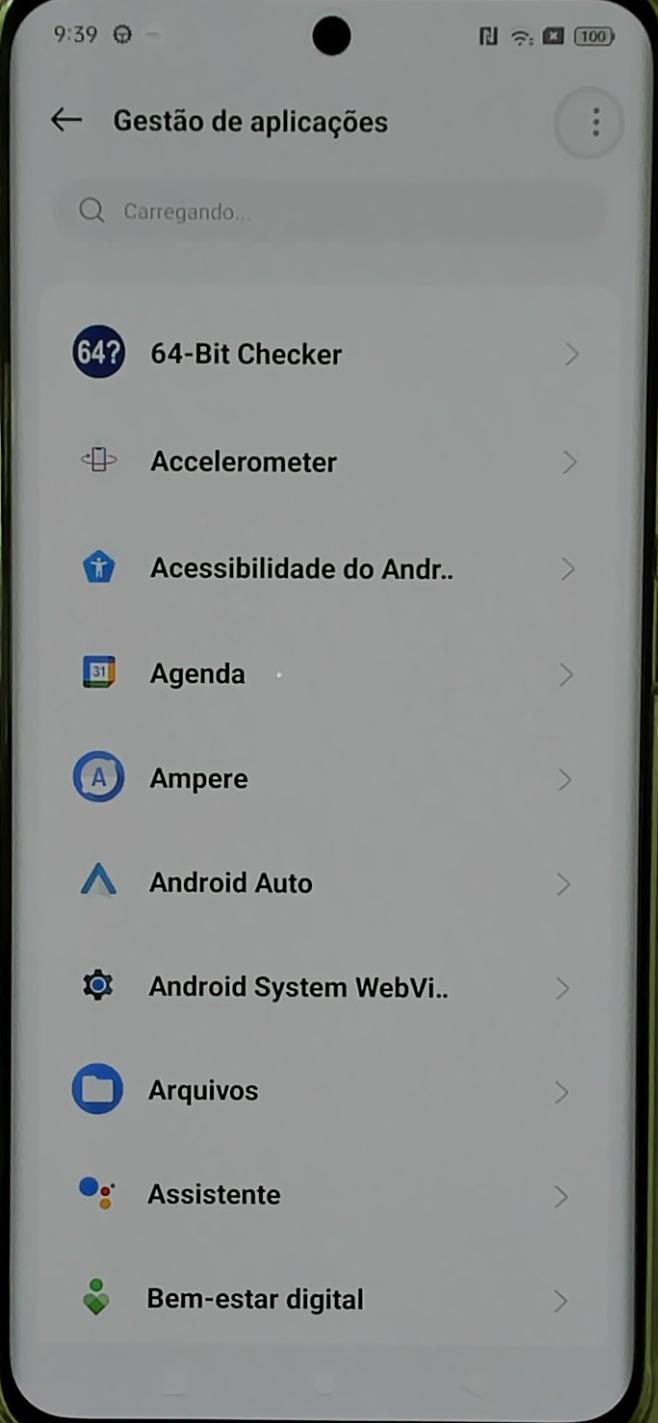 9:39
100
Gestão de aplicações
Carregando...
64?
64-Bit Checker
Accelerometer
Acessibilidade do Andr..
31
Agenda
A
Ampere
Android Auto
Android System WebVi..
Arquivos
Assistente
Bem-estar digital